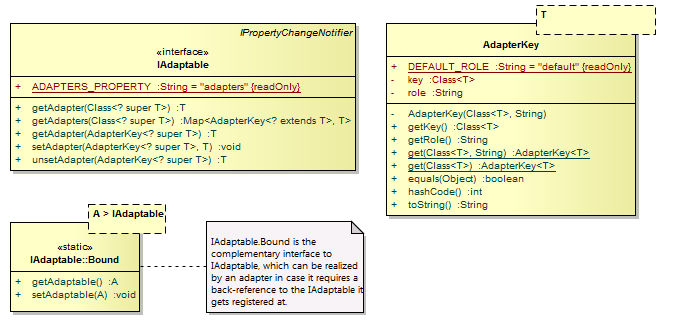 IPropertyChangeNotifier
«interface»
IAdaptable
+ ADAPTERS_PROPERTY :String = "adapters" {readOnly}
+ getAdapter(Class<? super T>) :T
+ getAdapters(Class<? super T>) :Map<AdapterKey<? extends T>, T>
+ getAdapter(AdapterKey<? super T>) :T
+ setAdapter(AdapterKey<? super T>, T) :void
+ unsetAdapter(AdapterKey<? super T>) :T
T
AdapterKey
+ DEFAULT_ROLE :String = "default" {readOnly}
- key :Class<T>
- role :String
- AdapterKey(Class<T>, String)
+ getKey() :Class<T>
+ getRole() :String
+ get(Class<T>, String) :AdapterKey<T>
+ get(Class<T>) :AdapterKey<T>
+ equals(Object) :boolean
+ hashCode() :int
+ toString() :String
A > IAdaptable
«static»
IAdaptable::Bound
+ getAdaptable() :A
+ setAdaptable(A) :void
IAdaptable.Bound is the
complementary interface to
IAdaptable, which can be realized
by an adapter in case it requires a
back-reference to the IAdaptable it
gets registered at.